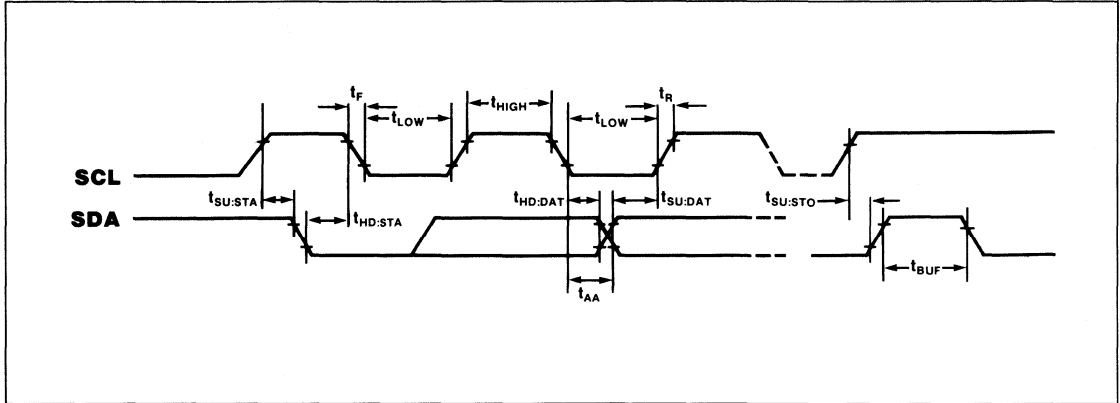 tF
tLOW
tHIGH
tLOW
tR
SCL
tSU:STA
tHD:STA
tHD:DAT
tSU:DAT
tSU:STO
SDA
tAA
tBUF